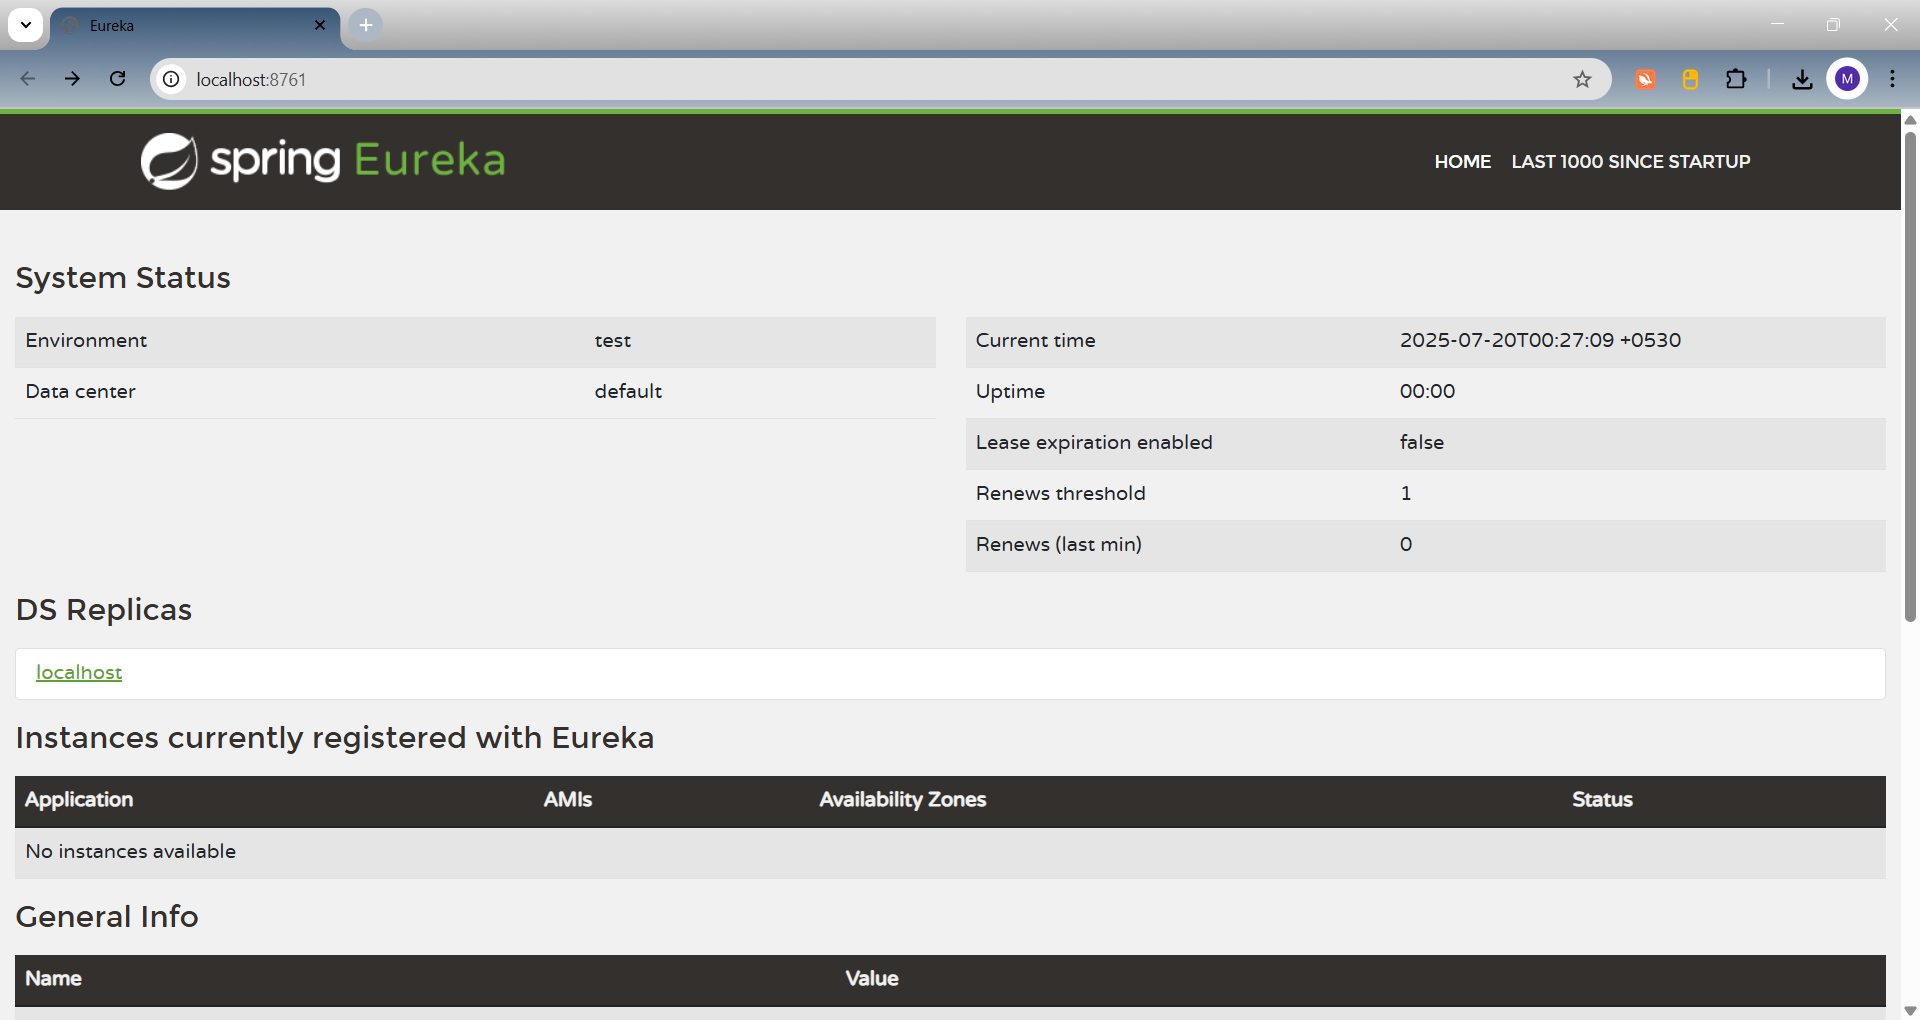 Eureka
localhost:8761
M
spring Eureka
HOME LAST 1000 SINCE STARTUP
System Status
Environment test
Data center default
Current time 2025-07-20T00:27:09 +0530
Uptime 00:00
Lease expiration enabled false
Renews threshold 1
Renews (last min) 0
DS Replicas
localhost
Instances currently registered with Eureka
Application AMIs Availability Zones Status
No instances available
General Info
Name Value